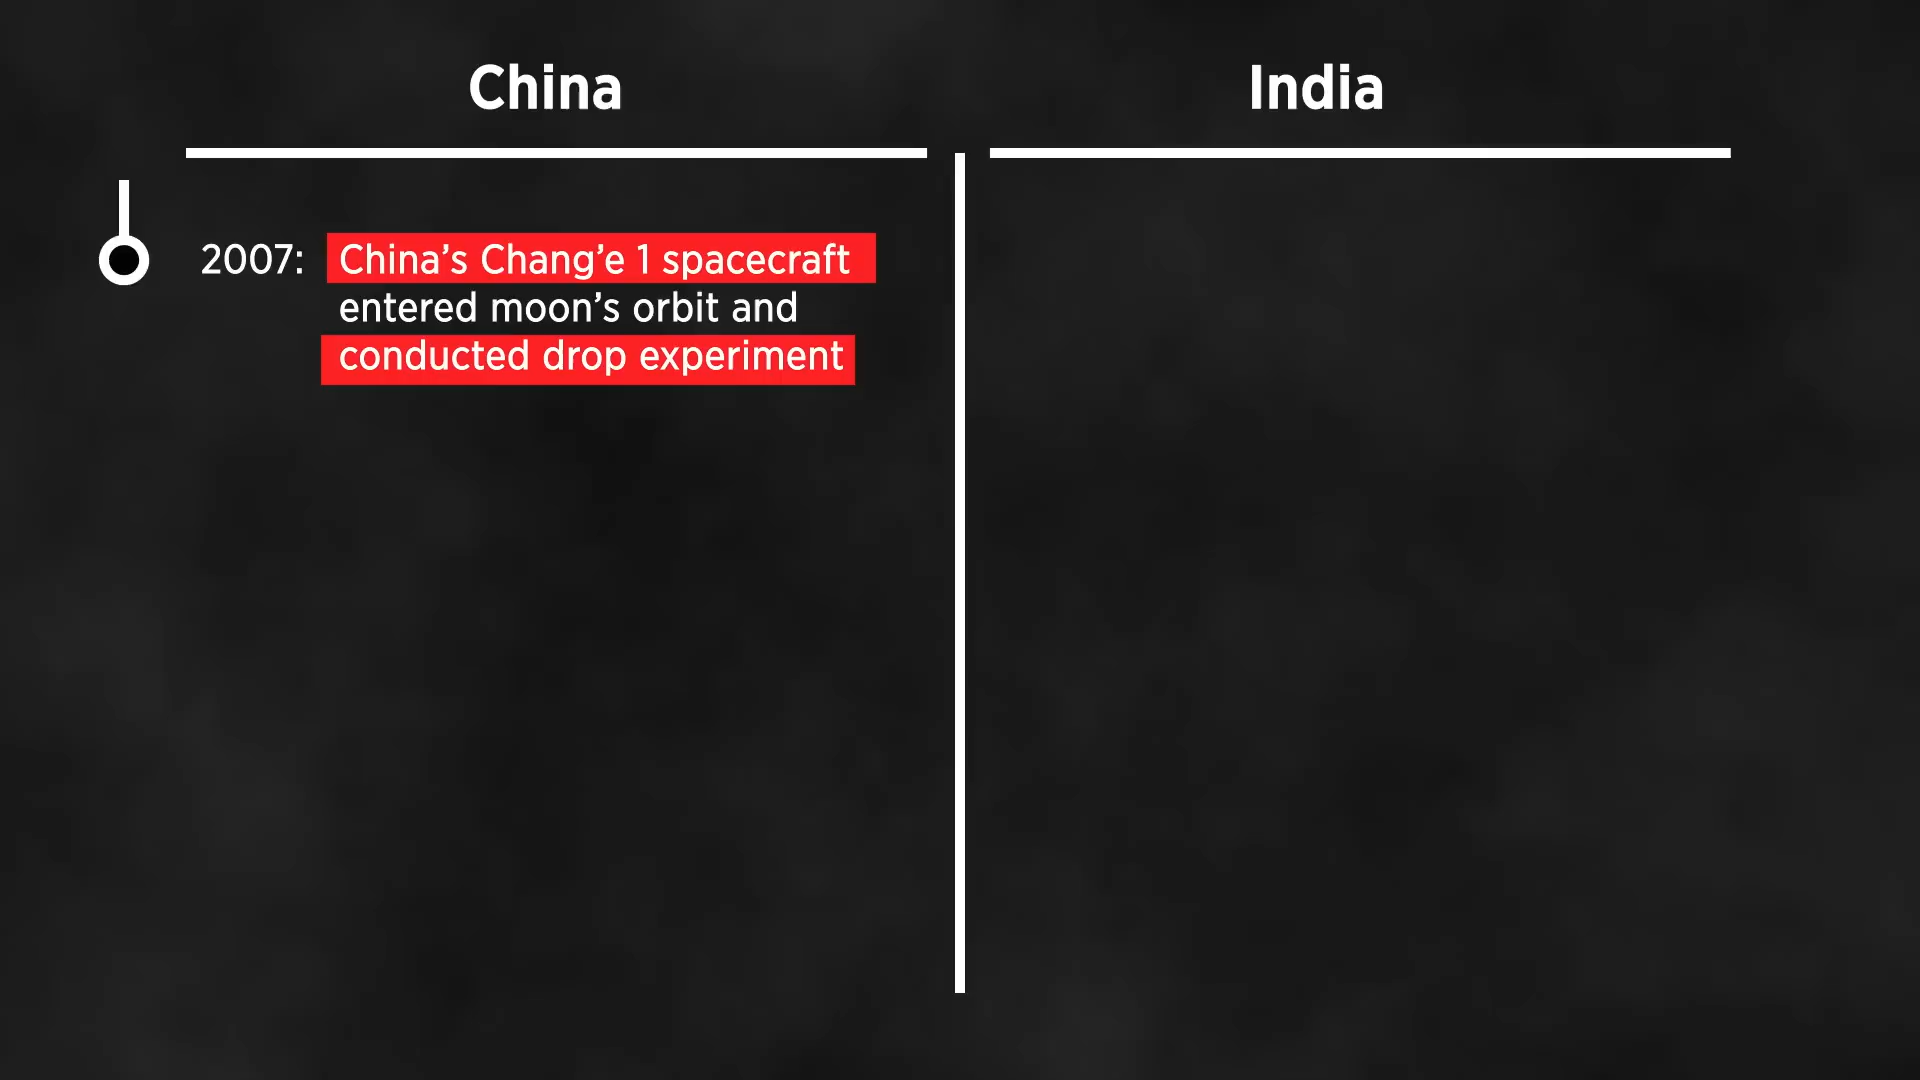 China
India
2007: China’s Chang’e 1 spacecraft
entered moon’s orbit and
conducted drop experiment